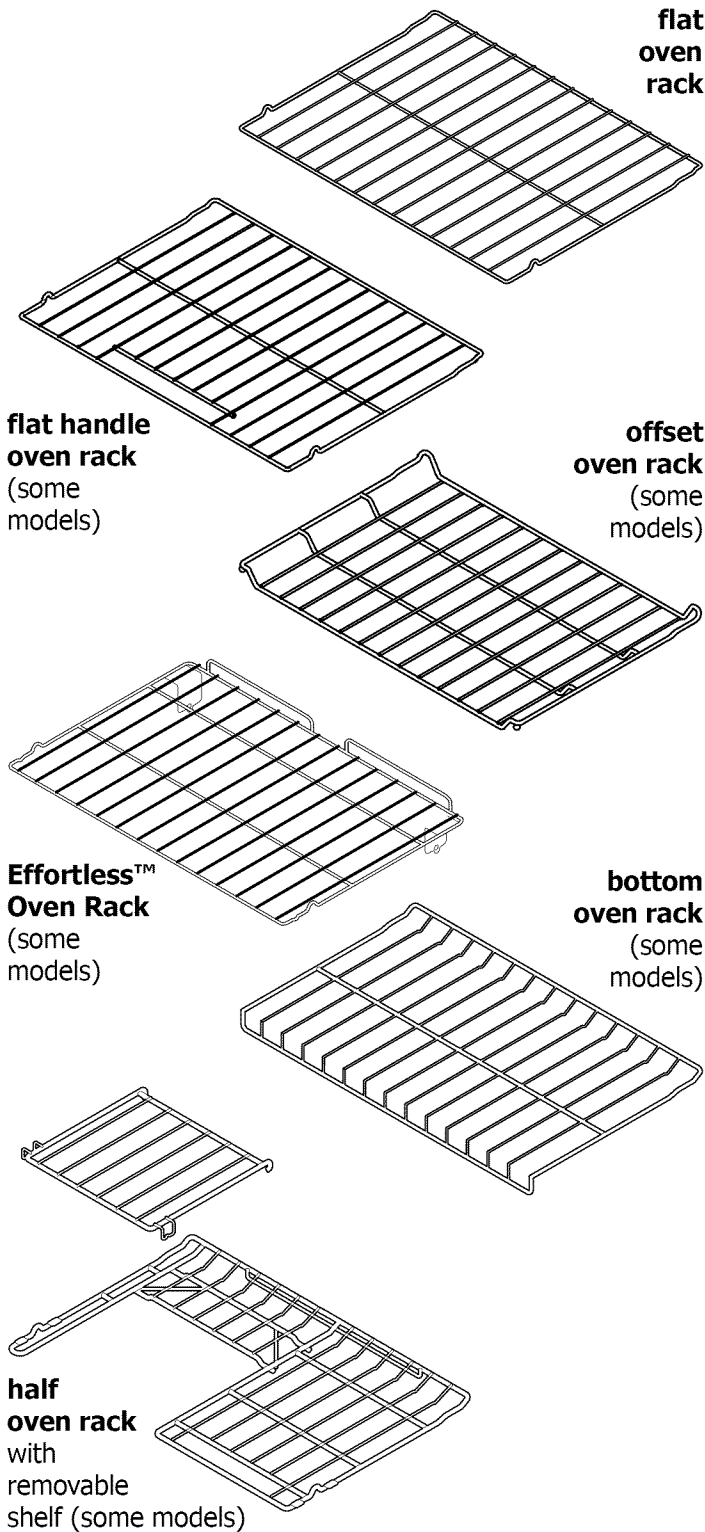 flat
oven
rack
flat handle
oven rack
(some
models)
offset
oven rack
(some
models)
Effortless™
Oven Rack
(some
models)
bottom
oven rack
(some
models)
half
oven rack
with
removable
shelf (some models)